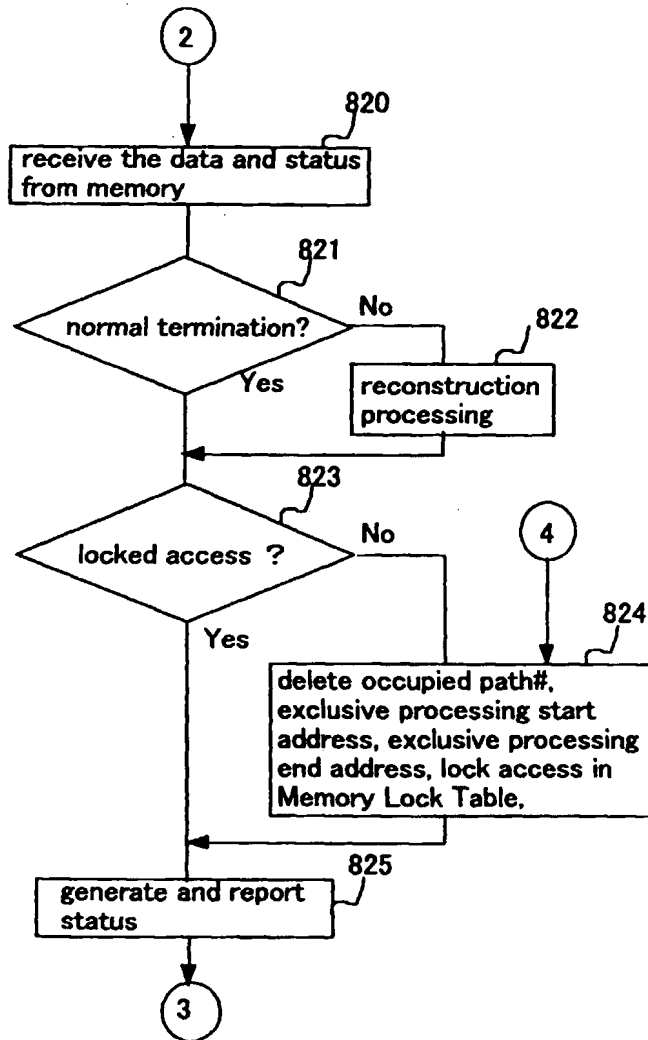 2
820
receive the data and status
from memory
821
normal termination?
No
Yes
822
reconstruction
processing
823
locked access ?
No
Yes
4
824
delete occupied path#,
exclusive processing start
address, exclusive processing
end address, lock access in
Memory Lock Table,
825
generate and report
status
3